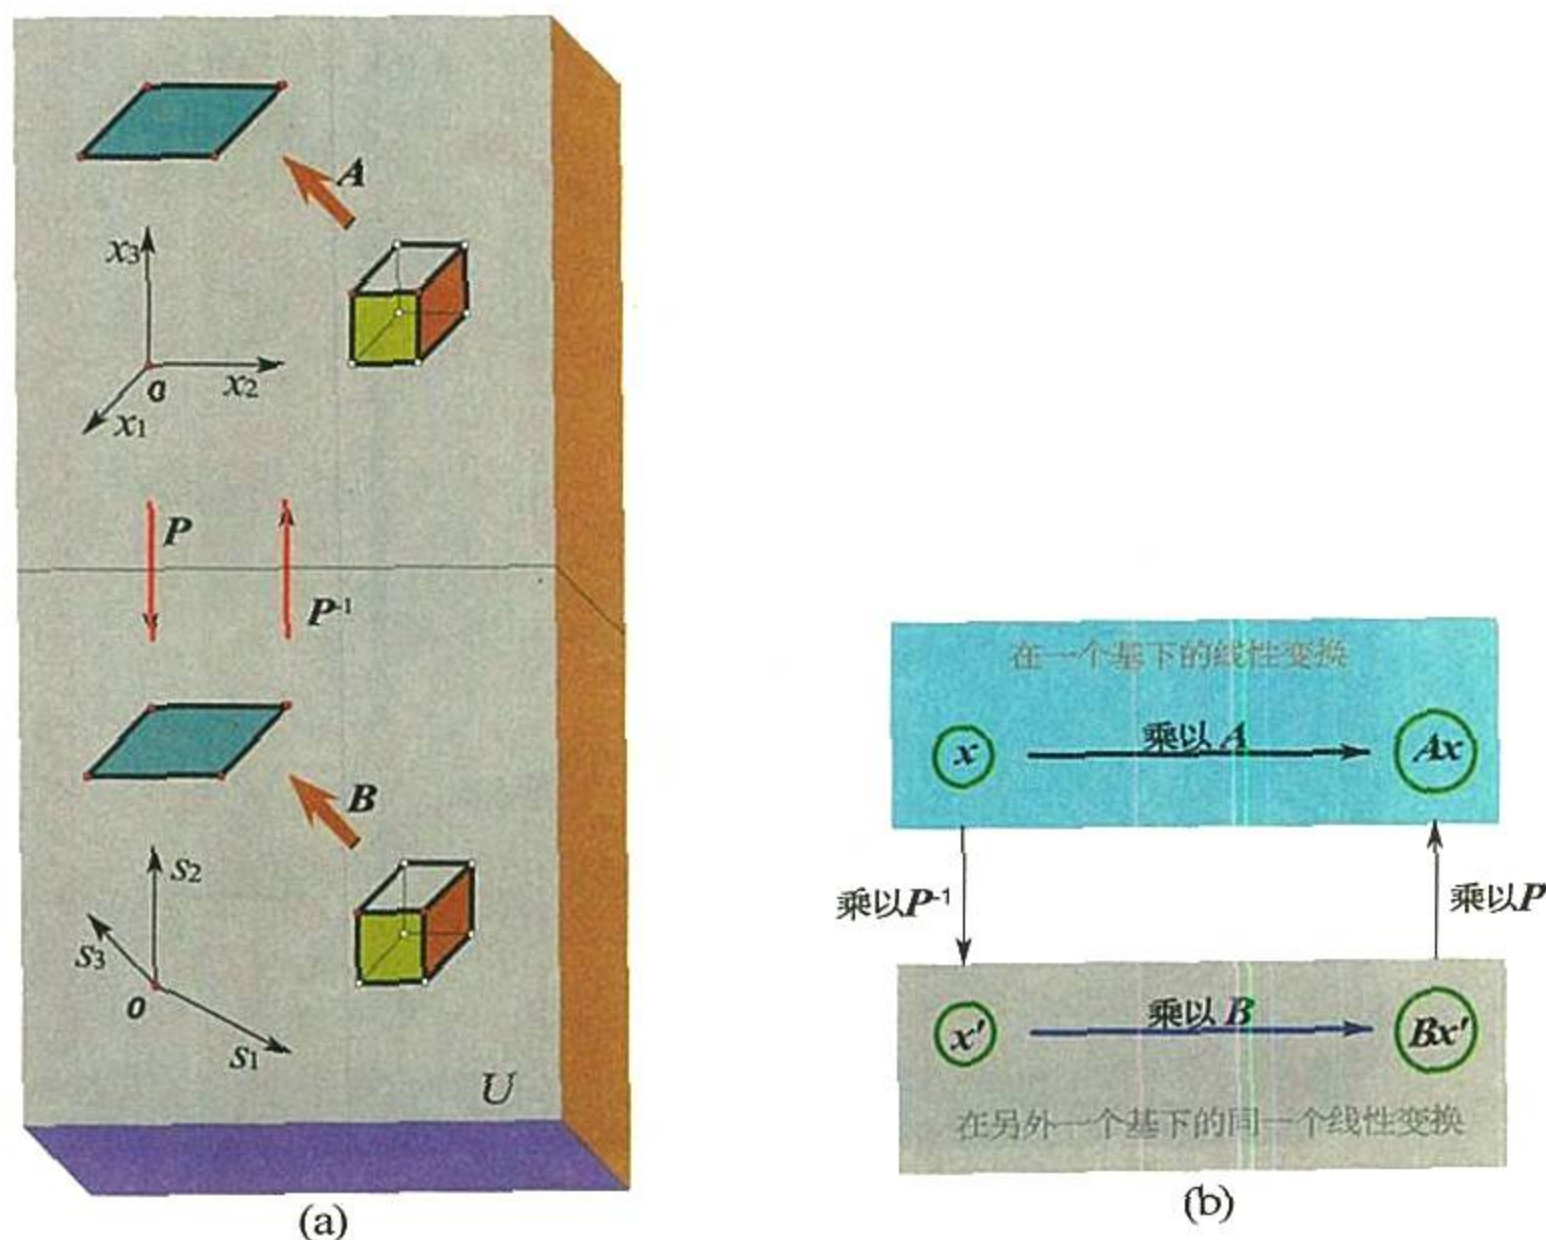 A
x3
x2
o
x1
P
P-1
B
s2
s3
o
s1
U
(a)
在一个基下的线性变换
x
乘以 A
Ax
乘以P-1
乘以P
x′
乘以 B
Bx′
在另外一个基下的同一个线性变换
(b)